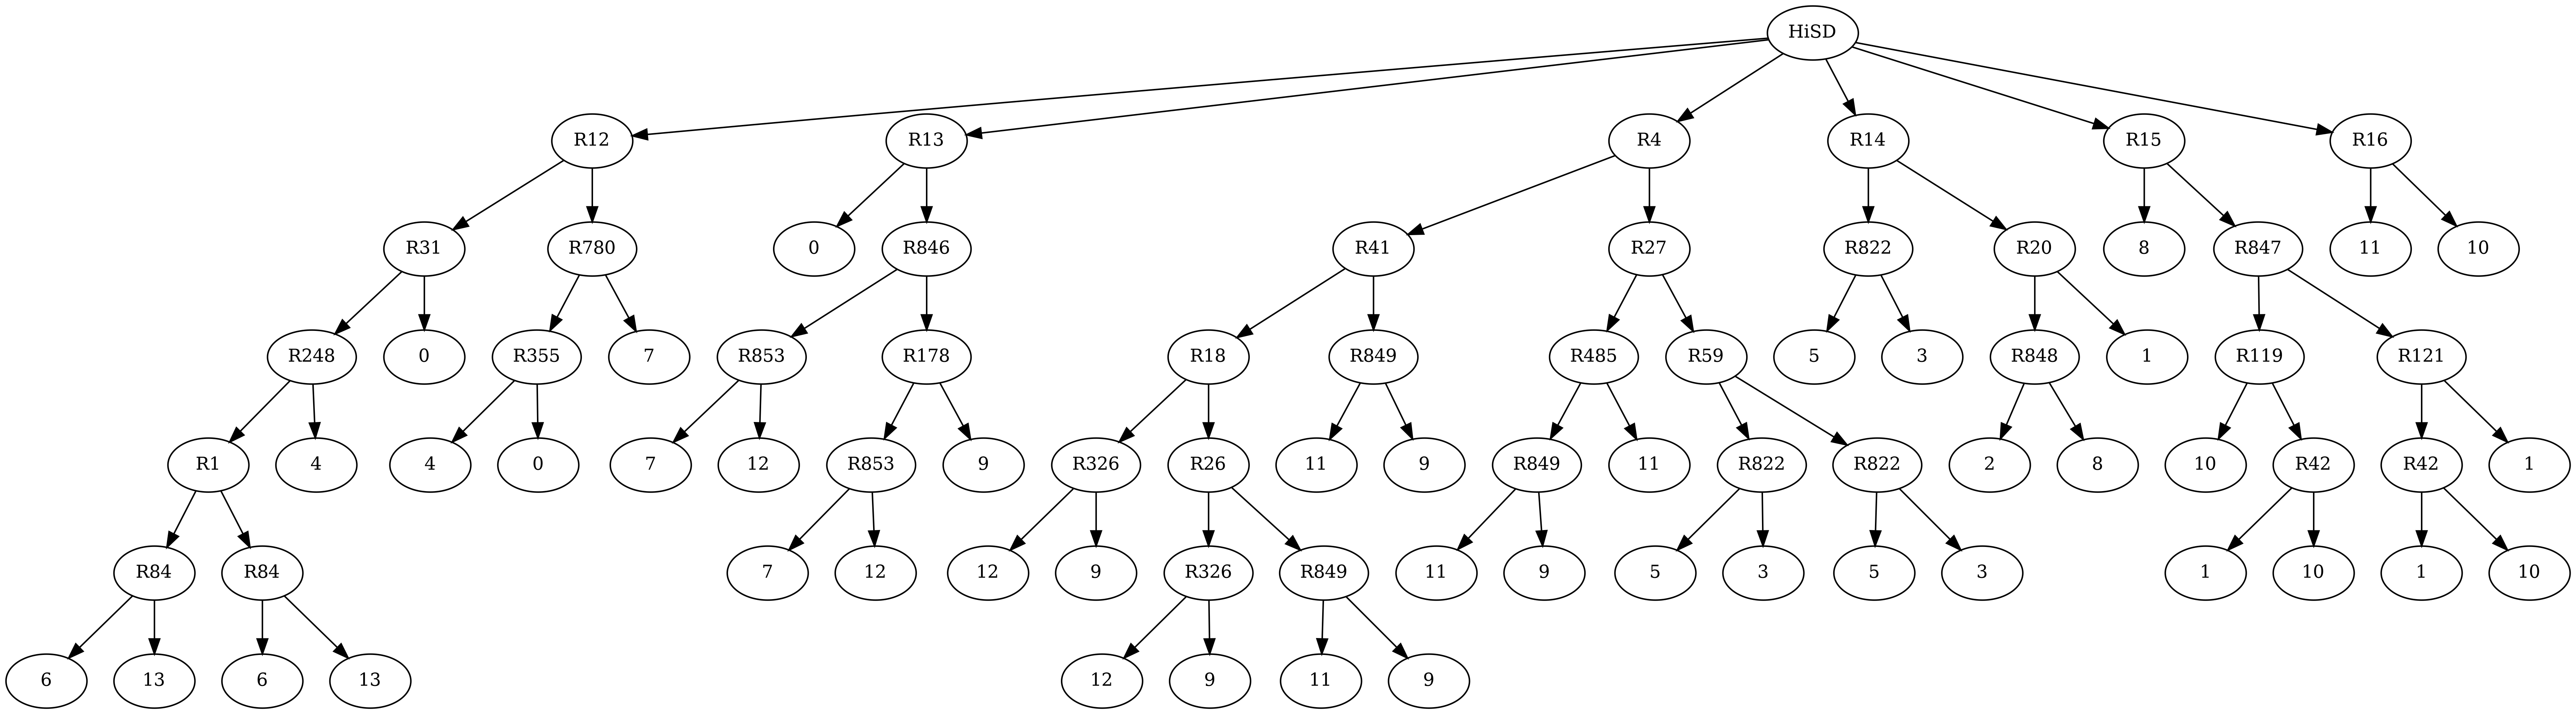 HiSD
R12 R13 R4 R14 R15 R16
R31 R780 0 R846 R41 R27 R822 R20 8 R847 11 10
R248 0 R355 7 R853 R178 R18 R849 R485 R59 5 3 R848 1 R119 R121
R1 4 4 0 7 12 R853 9 R326 R26 11 9 R849 11 R822 R822 2 8 10 R42 R42 1
R84 R84 7 12 12 9 R326 R849 11 9 5 3 5 3 1 10 1 10
6 13 6 13 12 9 11 9